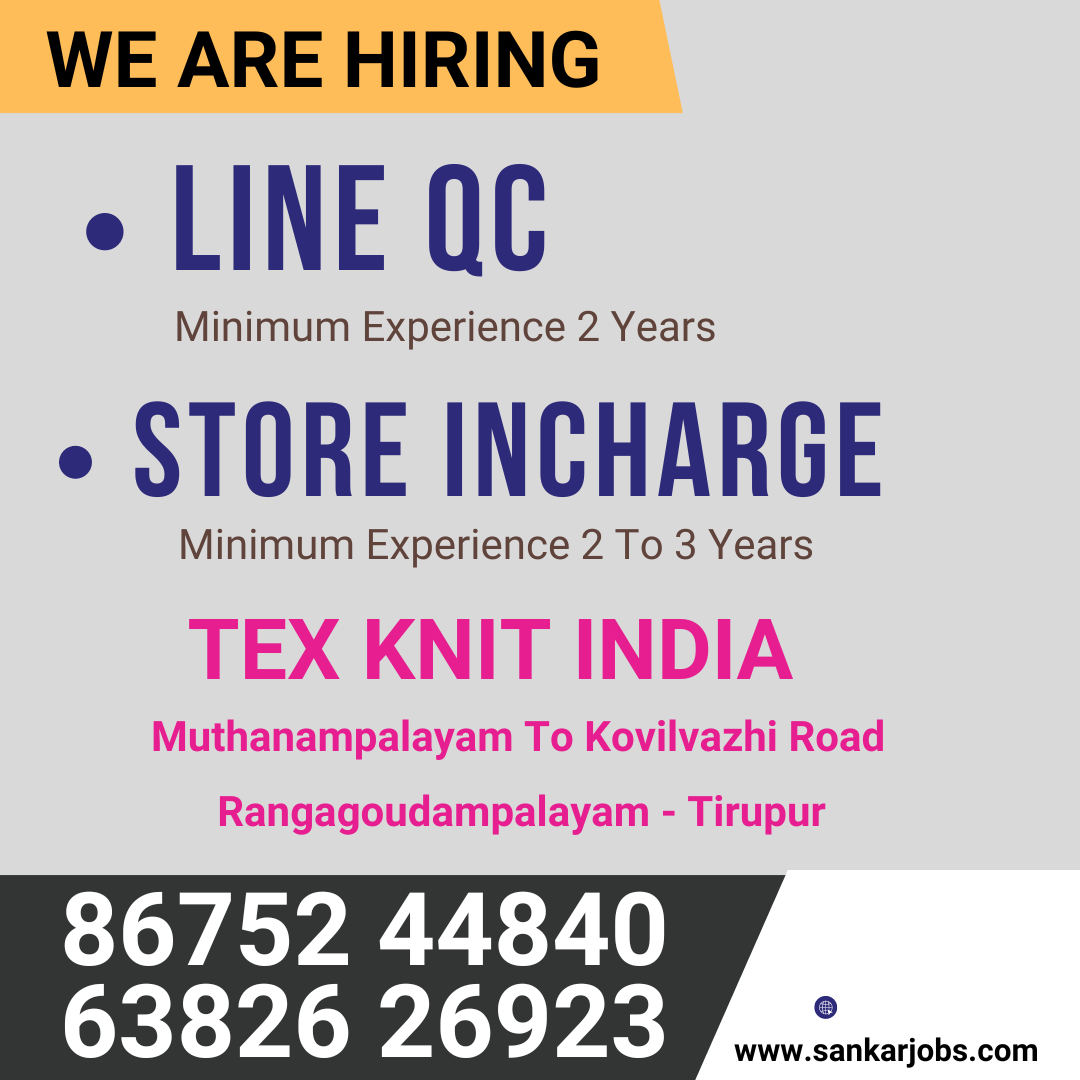 WE ARE HIRING
• LINE QC
Minimum Experience 2 Years
• STORE INCHARGE
Minimum Experience 2 To 3 Years
TEX KNIT INDIA
Muthanampalayam To Kovilvazhi Road
Rangagoudampalayam - Tirupur
86752 44840
63826 26923
www.sankarjobs.com